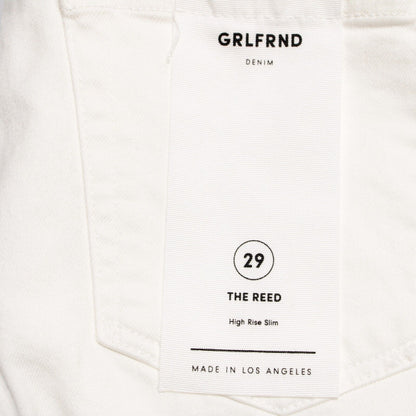 GRLFRND
DENIM
29
THE REED
High Rise Slim
MADE IN LOS ANGELES